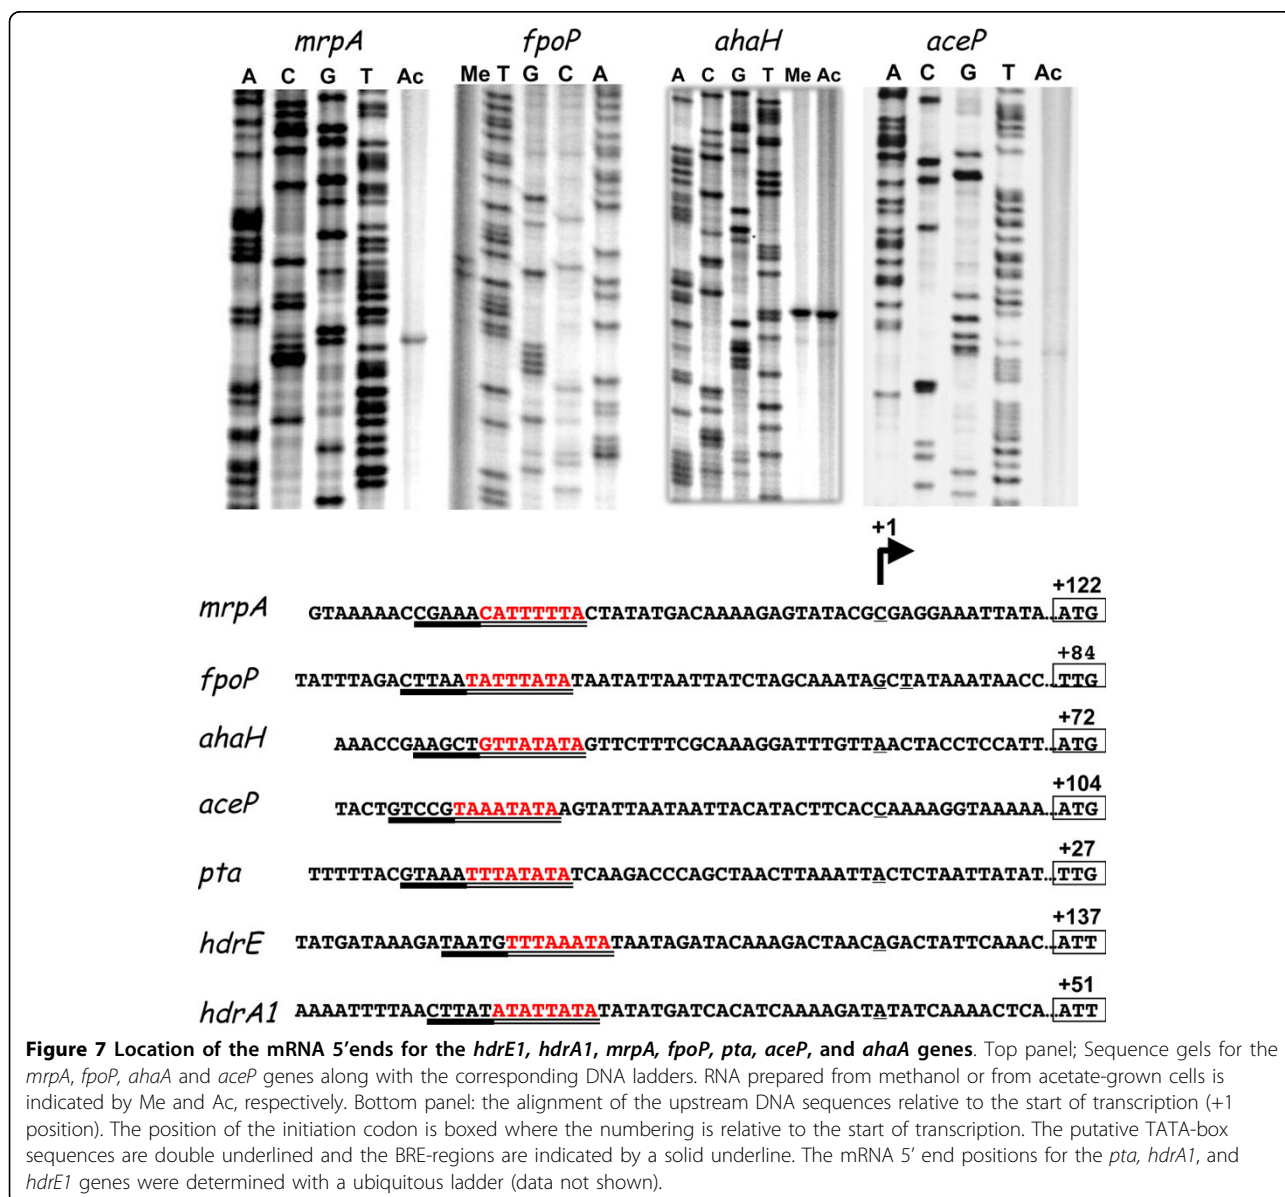 mrpA fpoP ahaH aceP
A C G T Ac Me T G C A A C G T Me Ac A C G T Ac
+1
+122
mrpA GTAAAAACCGAAACATTTTTACTATATGACAAAAGAGTATACGCGAGGAAATTATA...ATG
+84
fpoP TATTTAGACTTAATATTTATATAATATTAATTATCTAGCAAATAGCTATAAATAACC...TTG
+72
ahaH AAACCGAAGCTGTTATATAGTTCTTTCGCAAAGGATTTGTTAACTACCTCCATT...ATG
+104
aceP TACTGTCCGTAAATATAAGTATTAATAATTACATACTTCACCAAAAGGTAAAAA...ATG
+27
pta TTTTTACGTAAATTTATATATCAAGACCCAGCTAACTTAAATTACTCTAATTATAT...TTG
+137
hdrE TATGATAAAGATAATGTTTAAATATAATAGATACAAAGACTAACAGACTATTCAAAC...ATT
+51
hdrA1 AAAATTTTAACTTATATATTATATATATGATCACATCAAAAGATATATCAAAACTCA...ATT
Figure 7 Location of the mRNA 5'ends for the hdrE1, hdrA1, mrpA, fpoP, pta, aceP, and ahaA genes. Top panel; Sequence gels for the
mrpA, fpoP, ahaA and aceP genes along with the corresponding DNA ladders. RNA prepared from methanol or from acetate-grown cells is
indicated by Me and Ac, respectively. Bottom panel: the alignment of the upstream DNA sequences relative to the start of transcription (+1
position). The position of the initiation codon is boxed where the numbering is relative to the start of transcription. The putative TATA-box
sequences are double underlined and the BRE-regions are indicated by a solid underline. The mRNA 5' end positions for the pta, hdrA1, and
hdrE1 genes were determined with a ubiquitous ladder (data not shown).